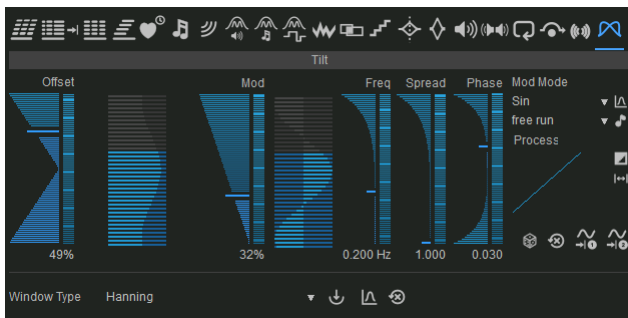 Tilt
Offset Mod Freq Spread Phase Mod Mode
Sin
free run
Process
49% 32% 0.200 Hz 1.000 0.030
Window Type Hanning